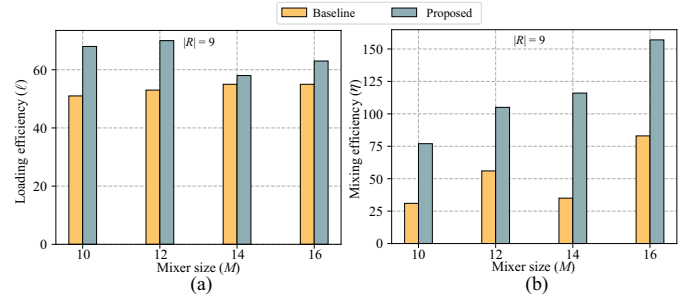 Baseline Proposed
|R| = 9
Loading efficiency (ℓ)
60
40
20
0
10 12 14 16
Mixer size (M)
(a)
|R| = 9
Mixing efficiency (η)
150
125
100
75
50
25
0
10 12 14 16
Mixer size (M)
(b)